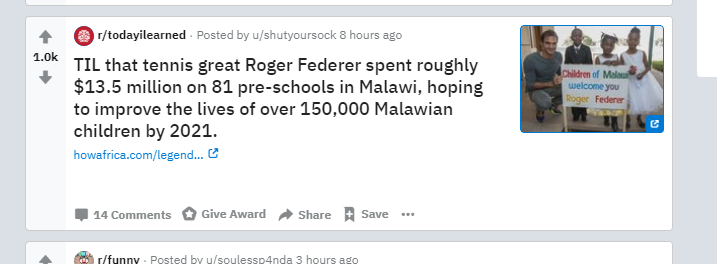 r/todayilearned · Posted by u/shutyoursock 8 hours ago
1.0k
TIL that tennis great Roger Federer spent roughly
$13.5 million on 81 pre-schools in Malawi, hoping
to improve the lives of over 150,000 Malawian
children by 2021.
howafrica.com/legend...
Children of Malawi
welcome you
Roger Federer
14 Comments Give Award Share Save ...
r/funny · Posted by u/soulessp4nda 3 hours ago